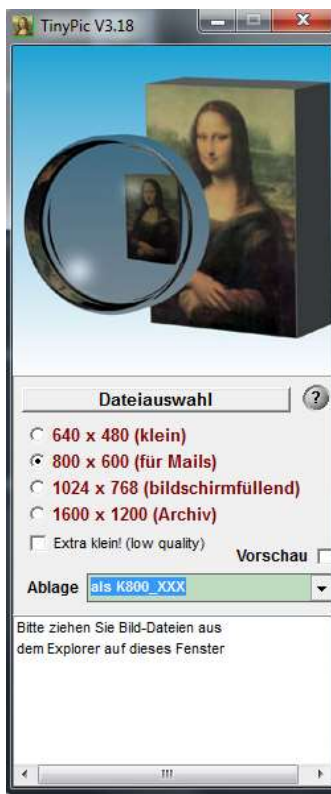 TinyPic V3.18
Dateiauswahl
?
640 x 480 (klein)
800 x 600 (für Mails)
1024 x 768 (bildschirmfüllend)
1600 x 1200 (Archiv)
Extra klein! (low quality)
Vorschau
Ablage als K800_XXX
Bitte ziehen Sie Bild-Dateien aus
dem Explorer auf dieses Fenster